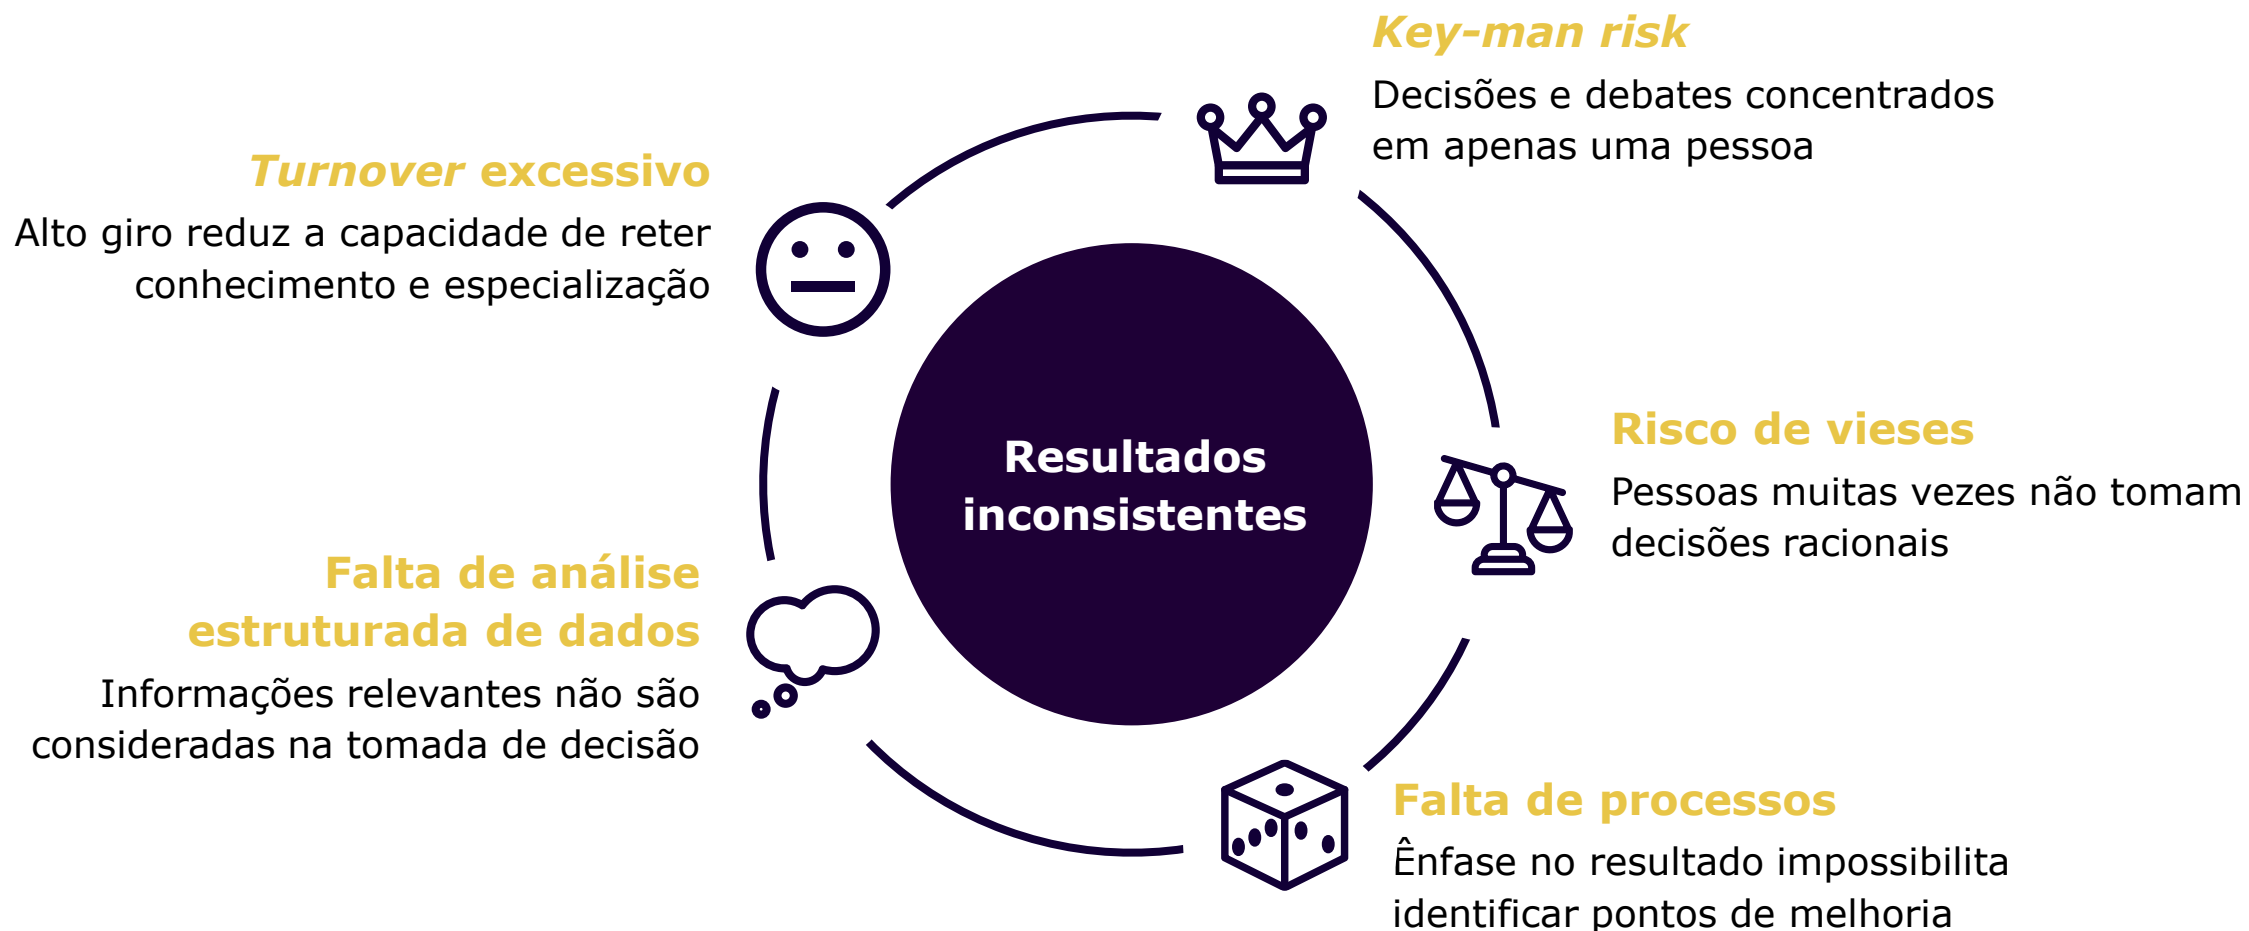 Key-man risk
Decisões e debates concentrados
em apenas uma pessoa
Turnover excessivo
Alto giro reduz a capacidade de reter
conhecimento e especialização
Resultados
inconsistentes
Risco de vieses
Pessoas muitas vezes não tomam
decisões racionais
Falta de análise
estruturada de dados
Informações relevantes não são
consideradas na tomada de decisão
Falta de processos
Ênfase no resultado impossibilita
identificar pontos de melhoria